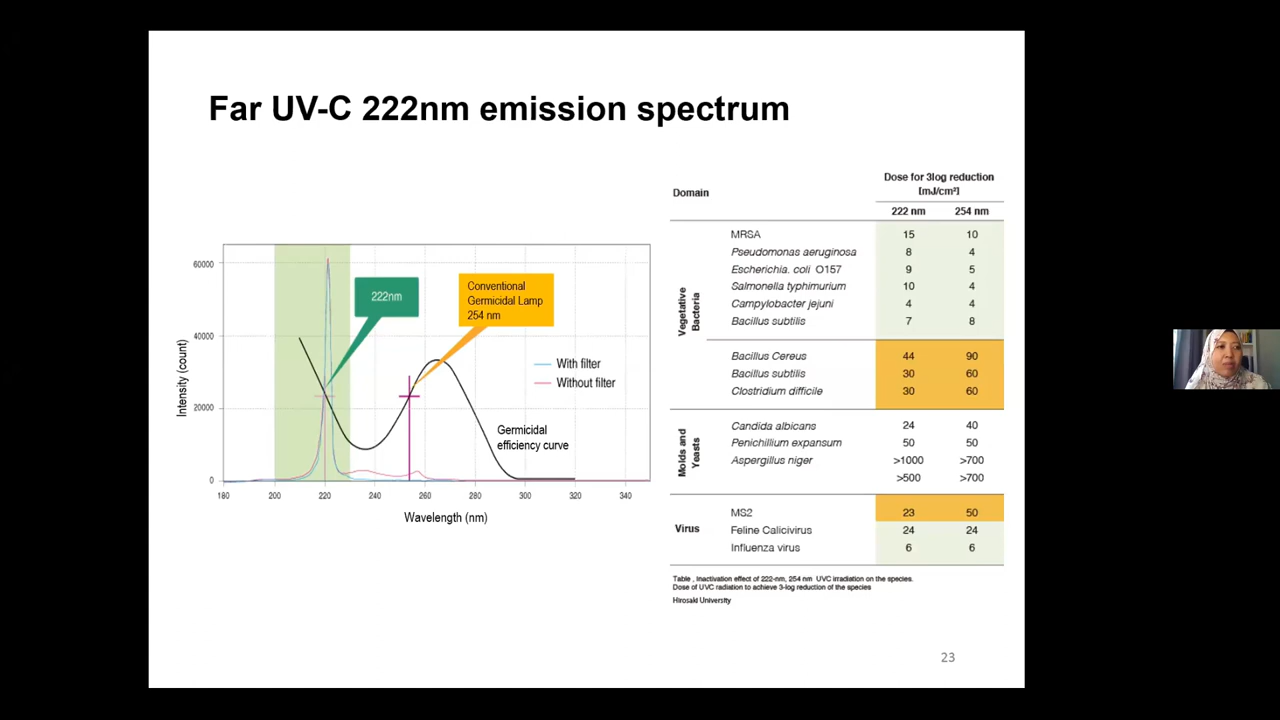 Far UV-C 222nm emission spectrum
60000
40000
20000
0
180 200 220 240 260 280 300 320 340
Intensity (count)
Wavelength (nm)
222nm
Conventional
Germicidal Lamp
254 nm
With filter
Without filter
Germicidal
efficiency curve
Domain
Dose for 3log reduction
[mJ/cm²]
222 nm 254 nm
Vegetative
Bacteria
MRSA 15 10
Pseudomonas aeruginosa 8 4
Escherichia. coli O157 9 5
Salmonella typhimurium 10 4
Campylobacter jejuni 4 4
Bacillus subtilis 7 8
Bacillus Cereus 44 90
Bacillus subtilis 30 60
Clostridium difficile 30 60
Molds and
Yeasts
Candida albicans 24 40
Penicillium expansum 50 50
Aspergillus niger >1000 >700
>500 >700
Virus
MS2 23 50
Feline Calicivirus 24 24
Influenza virus 6 6
Table , Inactivation effect of 222-nm, 254 nm UVC irradiation on the species.
Dose of UVC radiation to achieve 3-log reduction of the species
Hirosaki University
23